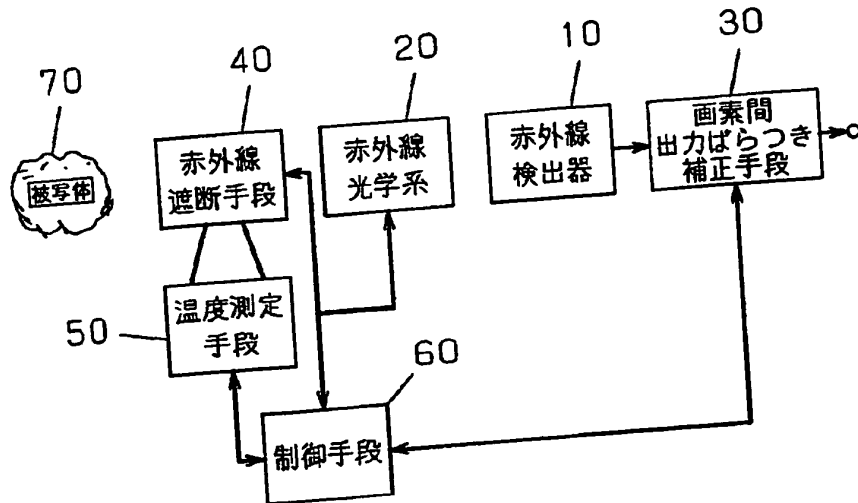 70
40
20
10
30
被写体
赤外線
遮断手段
赤外線
光学系
赤外線
検出器
画素間
出力ばらつき
補正手段
50
温度測定
手段
60
制御手段